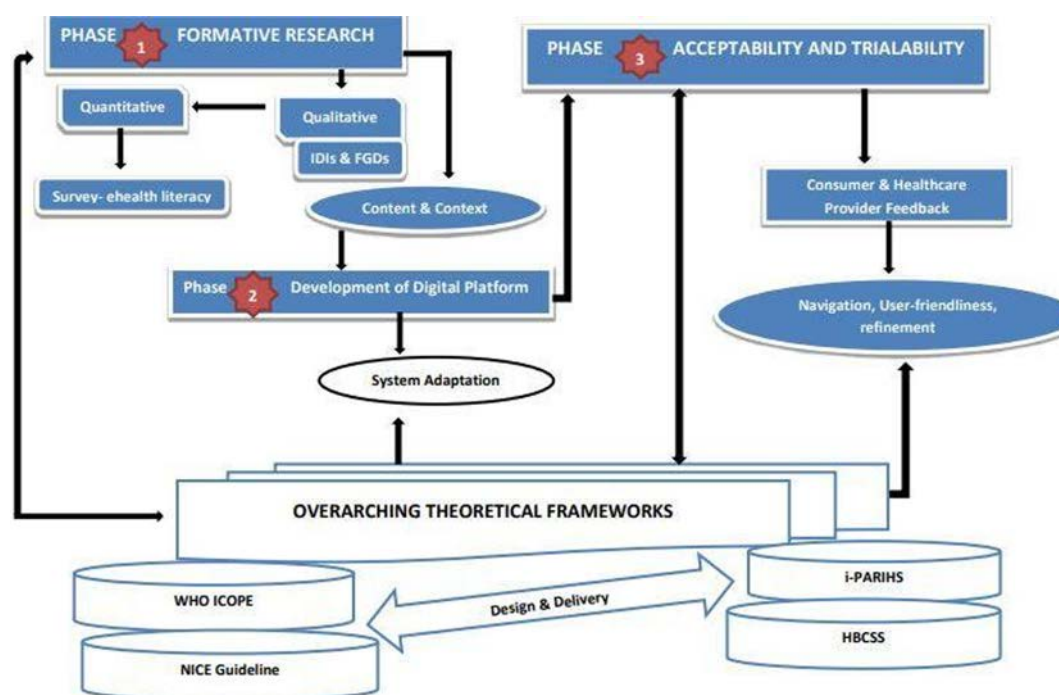 PHASE 1 FORMATIVE RESEARCH
PHASE 3 ACCEPTABILITY AND TRIALABILITY
Quantitative
Qualitative
IDIs & FGDs
Survey- ehealth literacy
Content & Context
Consumer & Healthcare
Provider Feedback
Phase 2 Development of Digital Platform
Navigation, User-friendliness,
refinement
System Adaptation
OVERARCHING THEORETICAL FRAMEWORKS
WHO ICOPE
NICE Guideline
Design & Delivery
i-PARIHS
HBCSS